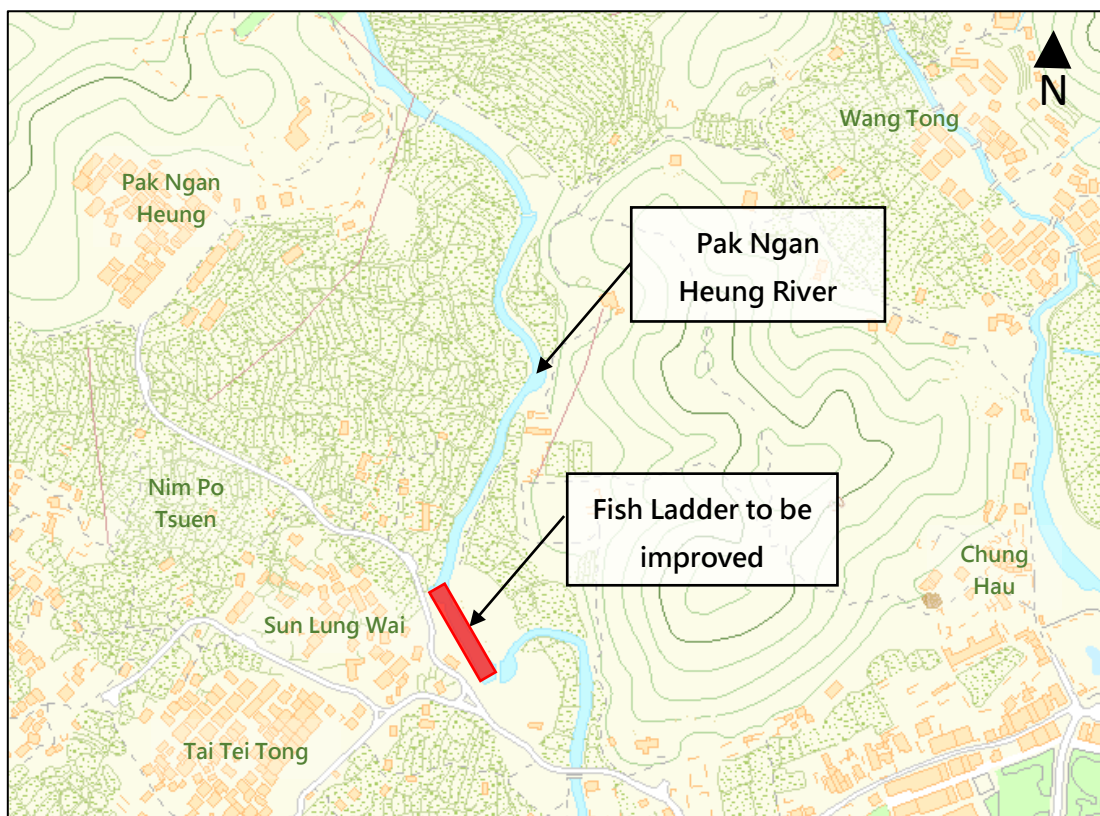 N
Wang Tong
Pak Ngan
Heung
Pak Ngan
Heung River
Nim Po
Tsuen
Fish Ladder to be
improved
Chung
Hau
Sun Lung Wai
Tai Tei Tong